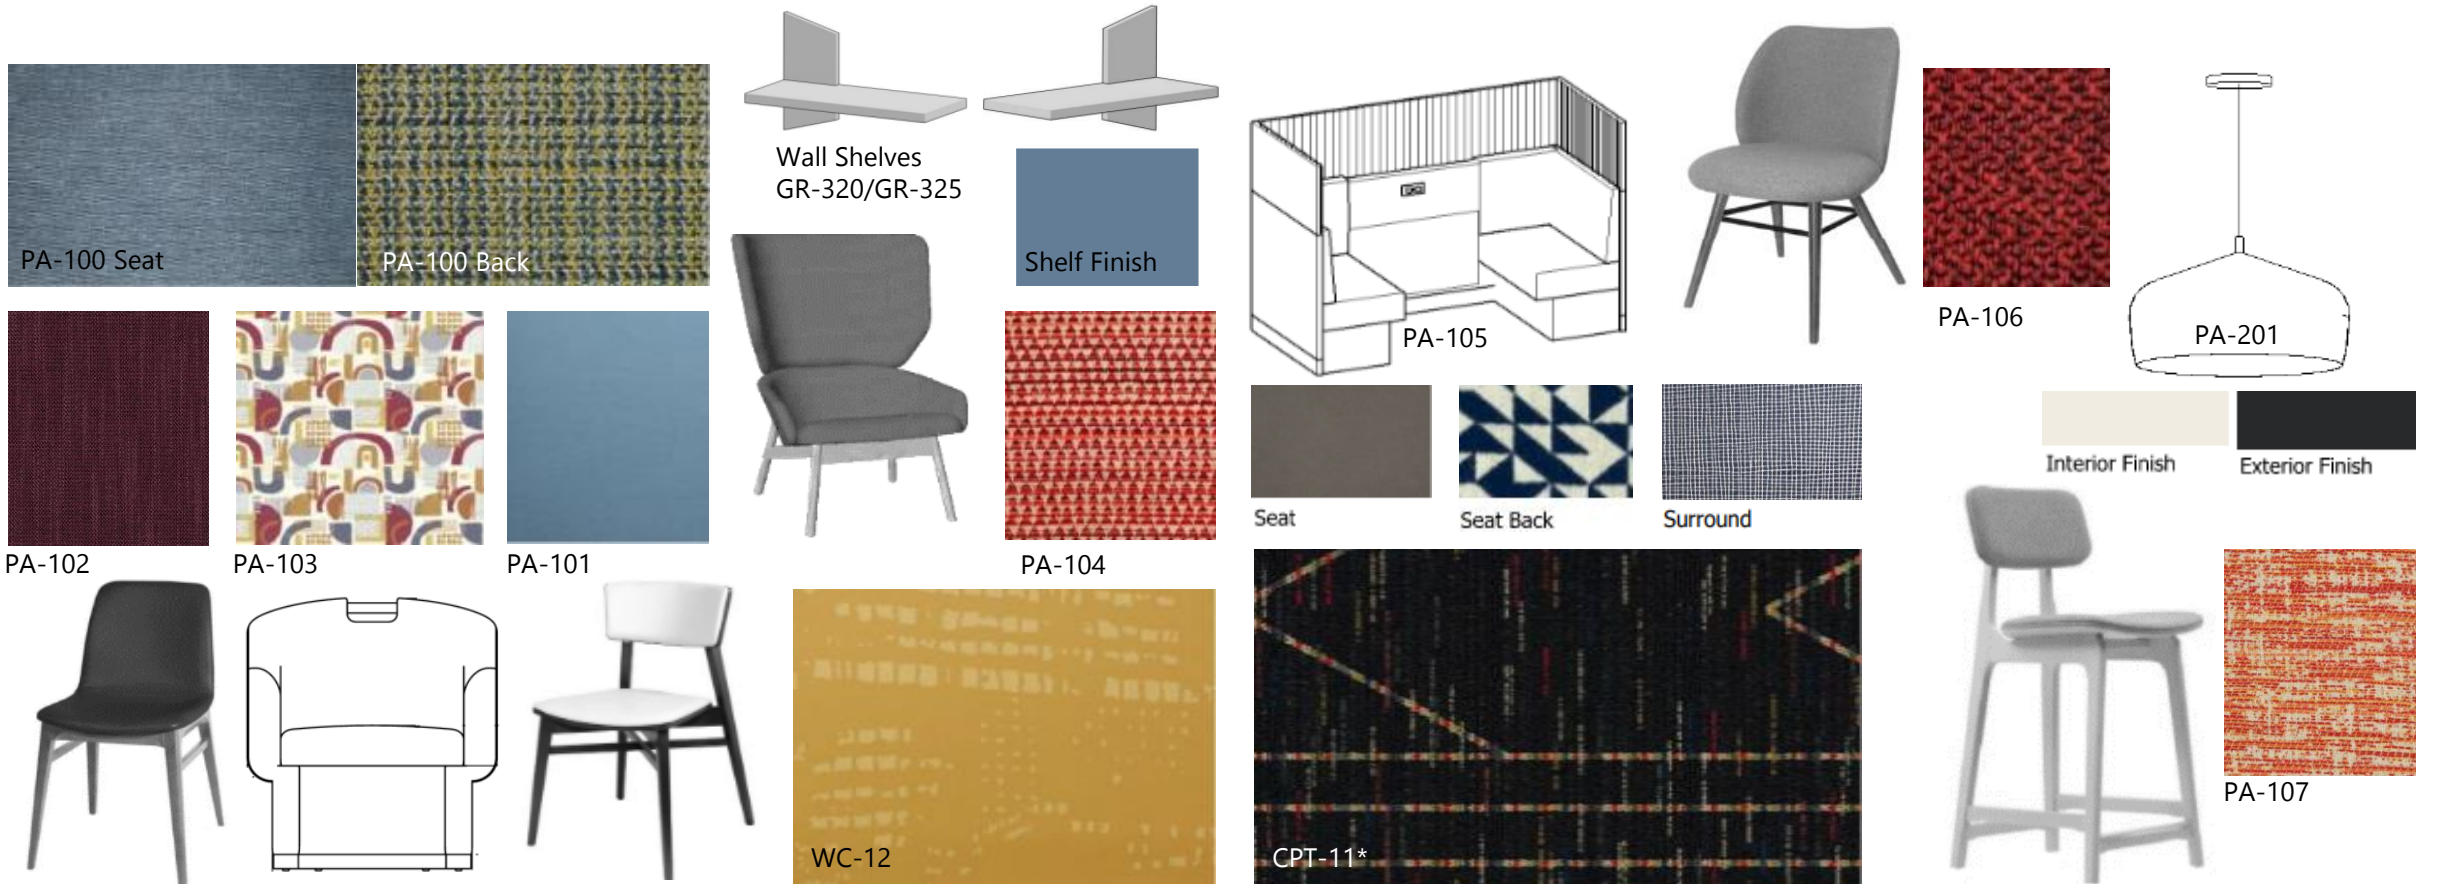 PA-100 Seat
PA-100 Back
Wall Shelves
GR-320/GR-325
Shelf Finish
PA-102
PA-103
PA-101
PA-104
WC-12
PA-105
Seat
Seat Back
Surround
CPT-11*
PA-106
PA-201
Interior Finish
Exterior Finish
PA-107